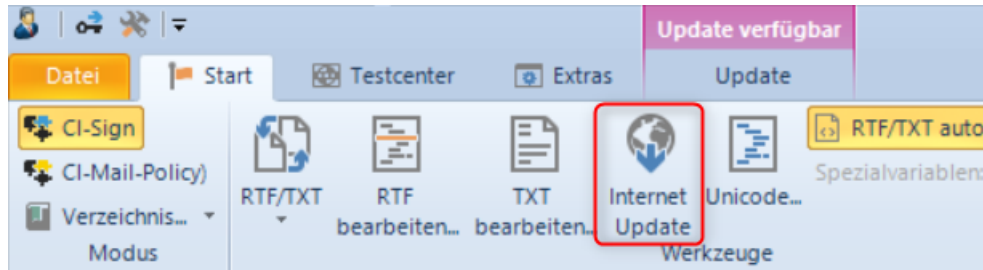 Update verfügbar
Datei Start Testcenter Extras Update
CI-Sign
CI-Mail-Policy)
Verzeichnis...
Modus
RTF/TXT
RTF
bearbeiten...
TXT
bearbeiten...
Internet
Update
Unicode...
Werkzeuge
RTF/TXT auto
Spezialvariablen: